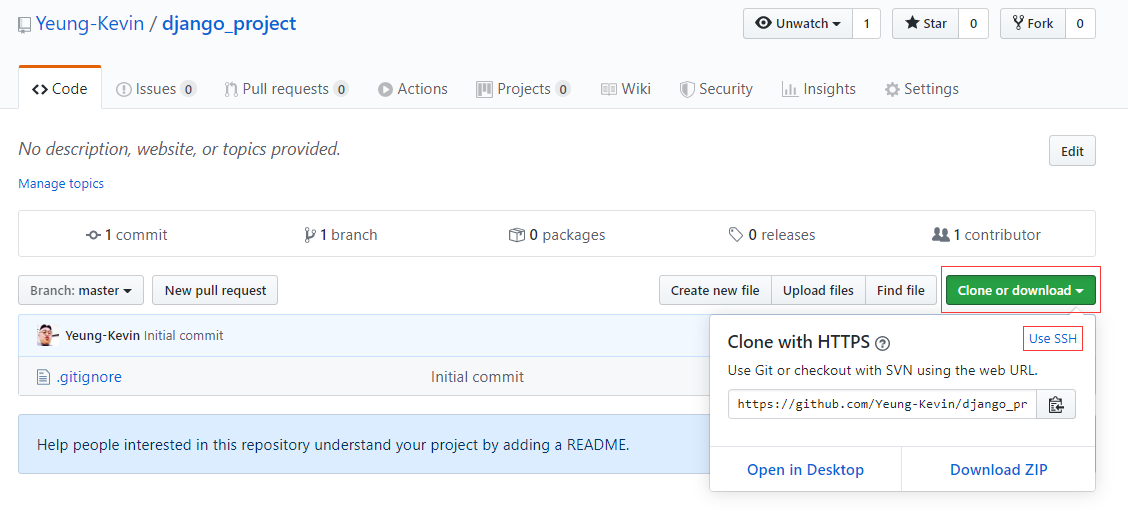 Yeung-Kevin / django_project
Unwatch 1 Star 0 Fork 0
Code Issues 0 Pull requests 0 Actions Projects 0 Wiki Security Insights Settings
No description, website, or topics provided.
Edit
Manage topics
1 commit 1 branch 0 packages 0 releases 1 contributor
Branch: master New pull request Create new file Upload files Find file Clone or download
Yeung-Kevin Initial commit
.gitignore Initial commit
Help people interested in this repository understand your project by adding a README.
Clone with HTTPS ? Use SSH
Use Git or checkout with SVN using the web URL.
https://github.com/Yeung-Kevin/django_pr
Open in Desktop Download ZIP